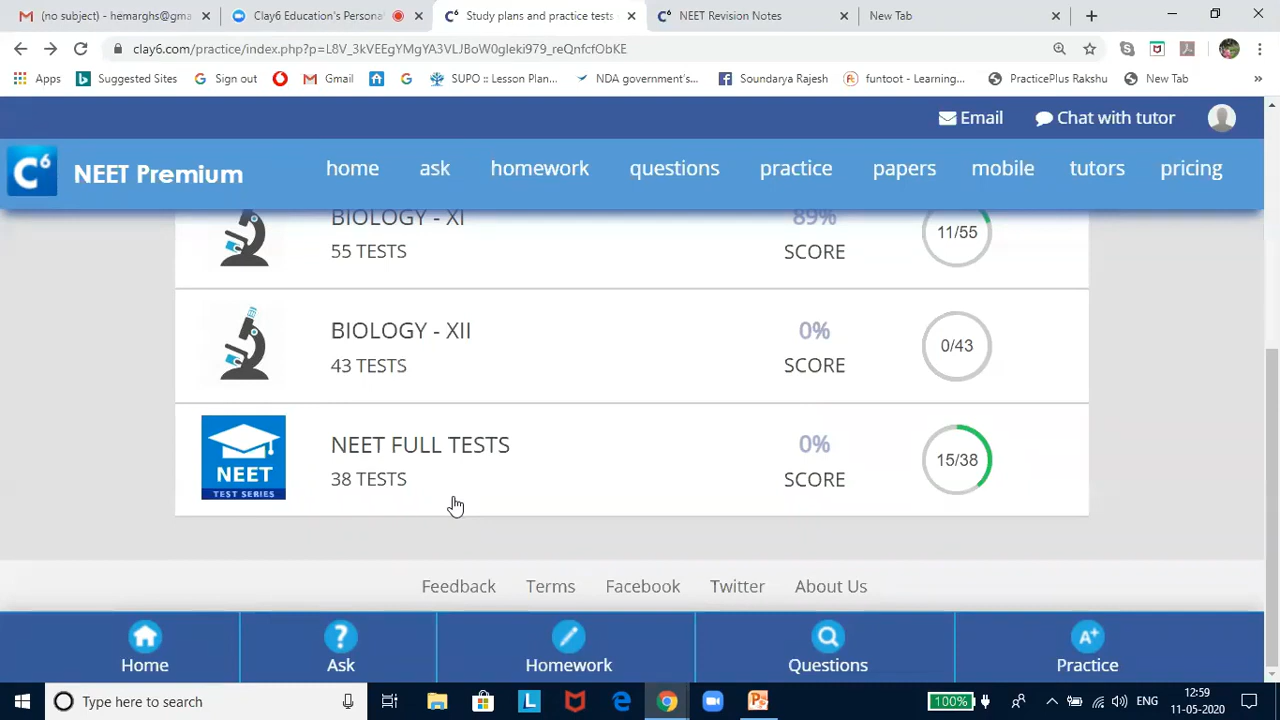 (no subject) - hemarghs@gma
Clay6 Education's Persona
Study plans and practice tests
NEET Revision Notes
New Tab
clay6.com/practice/index.php?p=L8V_3kVEEgYMgYA3VLJBoW0gleki979_reQnfcfObKE
Apps
Suggested Sites
Sign out
Gmail
SUPO :: Lesson Plan...
NDA government's...
Soundarya Rajesh
funtoot - Learning...
PracticePlus Rakshu
New Tab
Email
Chat with tutor
C6
NEET Premium
home
ask
homework
questions
practice
papers
mobile
tutors
pricing
BIOLOGY - XI
89%
55 TESTS
SCORE
11/55
BIOLOGY - XII
0%
43 TESTS
SCORE
0/43
NEET
TEST SERIES
NEET FULL TESTS
0%
38 TESTS
SCORE
15/38
Feedback
Terms
Facebook
Twitter
About Us
Home
Ask
Homework
Questions
Practice
Type here to search
100%
ENG
12:59
11-05-2020